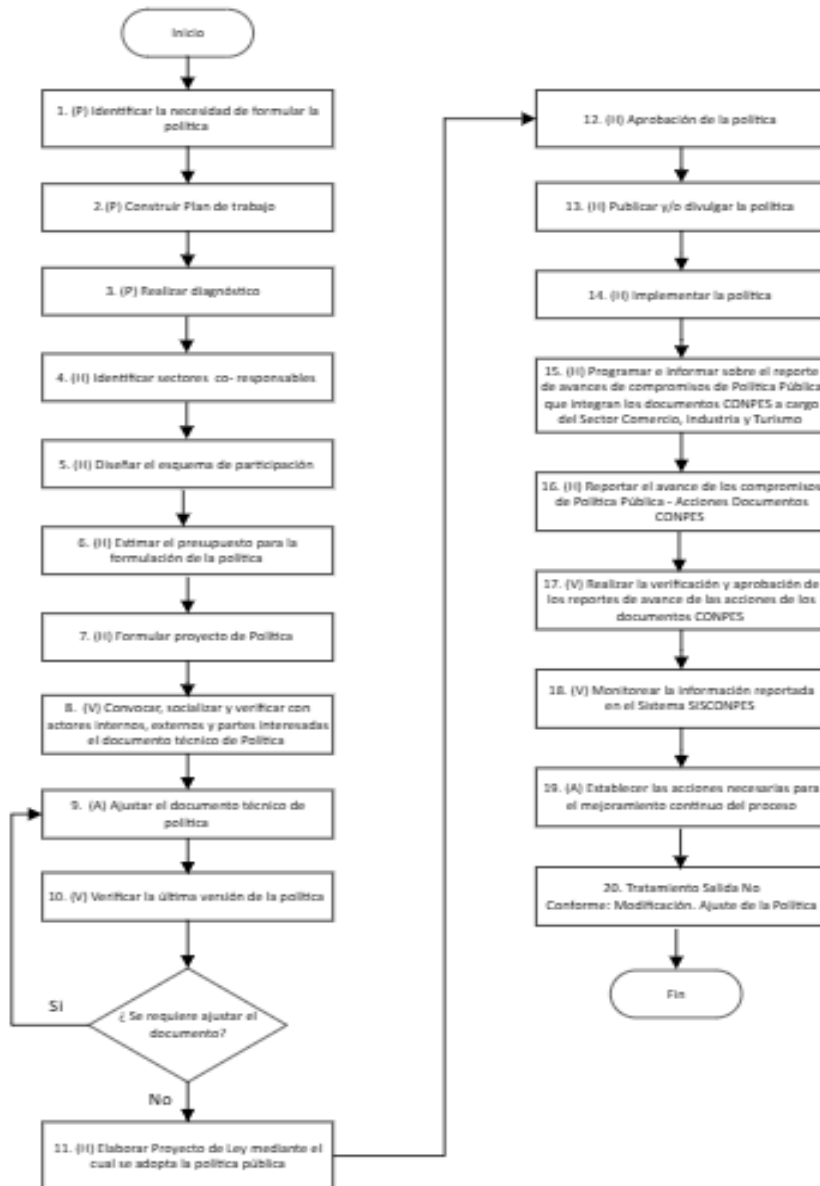 Inicio
1. (P) Identificar la necesidad de formular la
política
2.(P) Construir Plan de trabajo
3. (P) Realizar diagnóstico
4. (H) Identificar sectores co- responsables
5. (H) Diseñar el esquema de participación
6. (H) Estimar el presupuesto para la
formulación de la política
7. (H) Formular proyecto de Política
8. (V) Convocar, socializar y verificar con
actores internos, externos y partes interesadas
el documento técnico de Política
9. (A) Ajustar el documento técnico de
política
10. (V) Verificar la última versión de la política
¿ Se requiere ajustar el
documento?
Si
No
11. (H) Elaborar Proyecto de Ley mediante el
cual se adopta la política pública
12. (H) Aprobación de la política
13. (H) Publicar y/o divulgar la política
14. (H) Implementar la política
15. (H) Programar e informar sobre el reporte
de avances de compromisos de Política Pública
que integran los documentos CONPES a cargo
del Sector Comercio, Industria y Turismo
16. (H) Reportar el avance de los compromisos
de Política Pública - Acciones Documentos
CONPES
17. (V) Realizar la verificación y aprobación de
los reportes de avance de las acciones de los
documentos CONPES
18. (V) Monitorear la información reportada
en el Sistema SISCONPES
19. (A) Establecer las acciones necesarias para
el mejoramiento continuo del proceso
20. Tratamiento Salida No
Conforme: Modificación. Ajuste de la Política
Fin